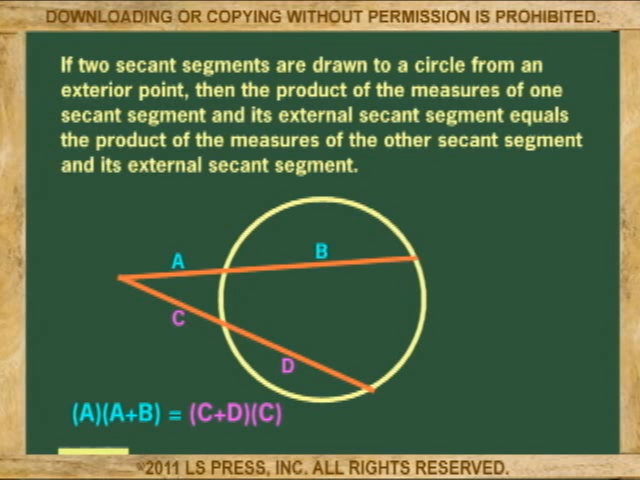 DOWNLOADING OR COPYING WITHOUT PERMISSION IS PROHIBITED.
If two secant segments are drawn to a circle from an
exterior point, then the product of the measures of one
secant segment and its external secant segment equals
the product of the measures of the other secant segment
and its external secant segment.
A
B
C
D
(A)(A+B) = (C+D)(C)
©2011 LS PRESS, INC. ALL RIGHTS RESERVED.